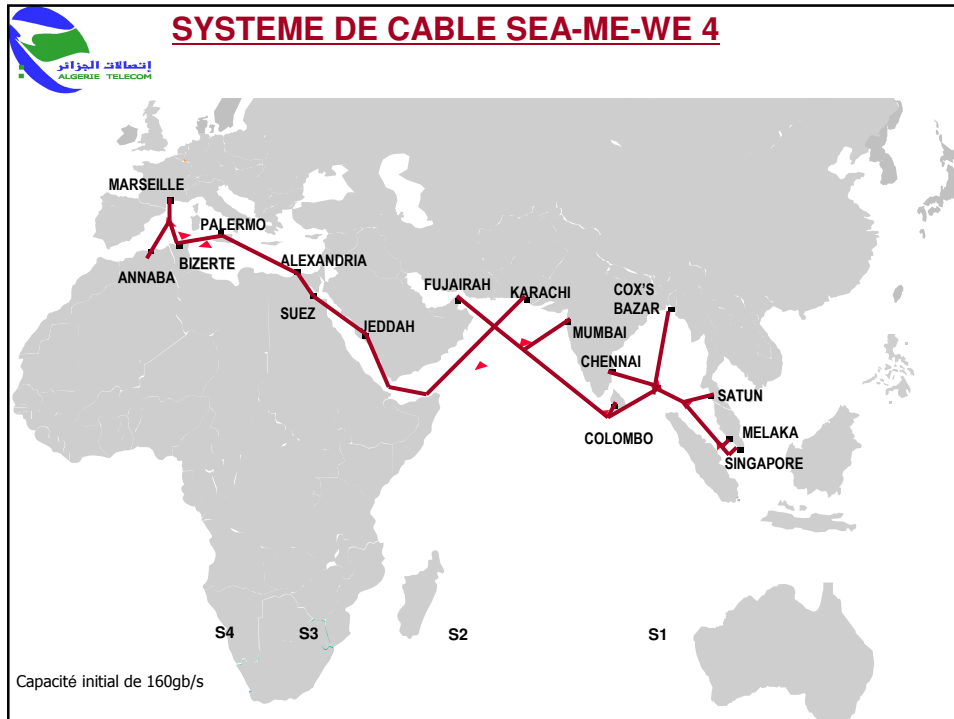 SYSTEME DE CABLE SEA-ME-WE 4
إتصالات الجزائر
ALGERIE TELECOM
MARSEILLE
PALERMO
BIZERTE
ANNABA
ALEXANDRIA
SUEZ
JEDDAH
FUJAIRAH
KARACHI
COX'S
BAZAR
MUMBAI
CHENNAI
SATUN
COLOMBO
MELAKA
SINGAPORE
S4
S3
S2
S1
Capacité initial de 160gb/s